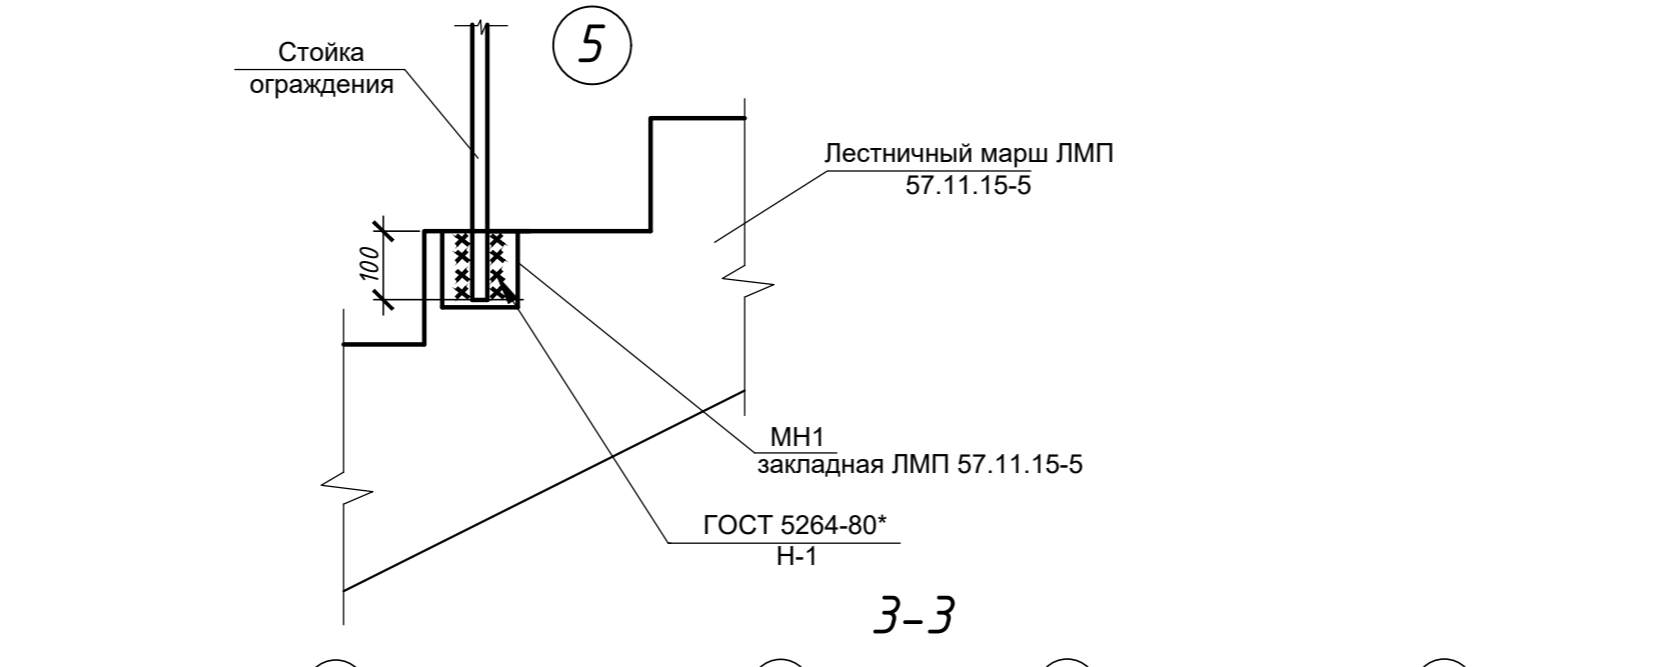 5
Стойка
ограждения
Лестничный марш ЛМП
57.11.15-5
100
МН1
закладная ЛМП 57.11.15-5
ГОСТ 5264-80*
Н-1
3-3